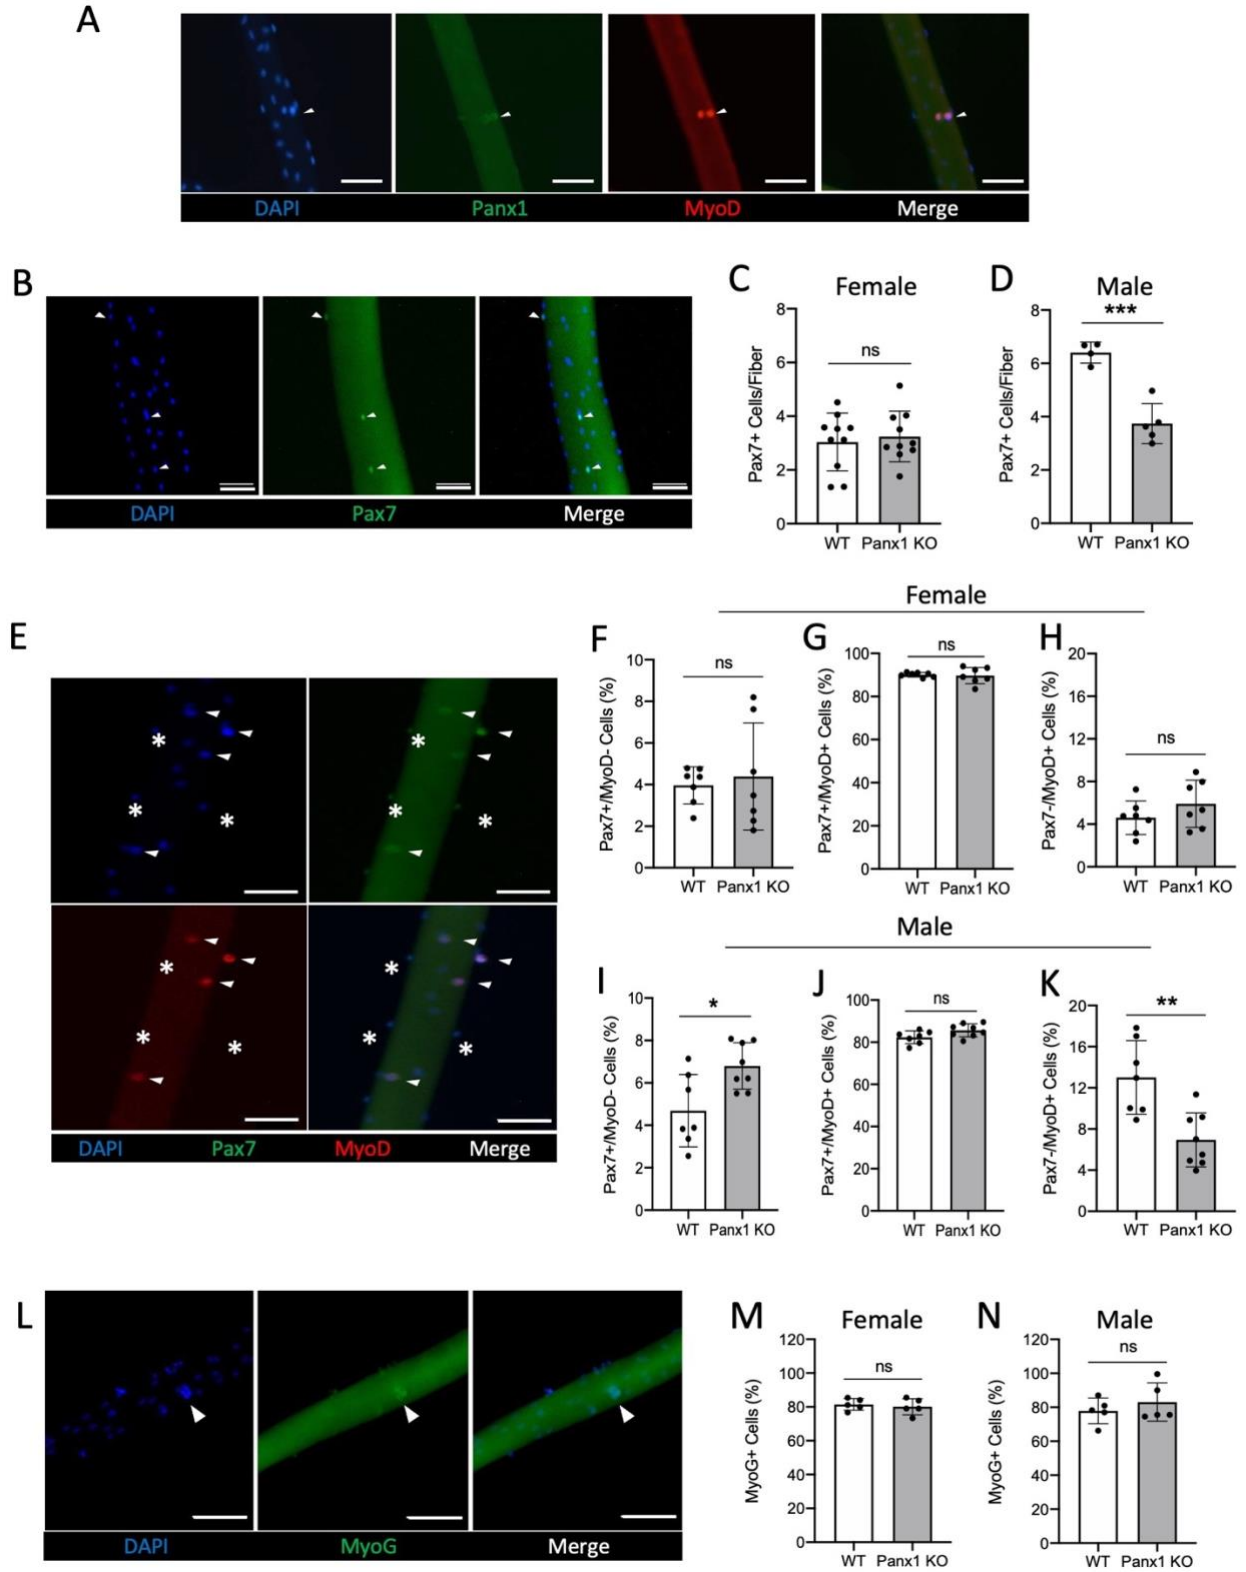 A
DAPI Panx1 MyoD Merge
B
DAPI Pax7 Merge
C Female
Pax7+ Cells/Fiber
8
6
4
2
0
ns
WT Panx1 KO
D Male
Pax7+ Cells/Fiber
8
6
4
2
0
***
WT Panx1 KO
E
* * *
* * *
* * *
* * *
DAPI Pax7 MyoD Merge
Female
F
Pax7+/MyoD- Cells (%)
10
8
6
4
2
0
ns
WT Panx1 KO
G
Pax7+/MyoD+ Cells (%)
100
80
60
40
20
0
ns
WT Panx1 KO
H
Pax7-/MyoD+ Cells (%)
20
16
12
8
4
0
ns
WT Panx1 KO
Male
I
Pax7+/MyoD- Cells (%)
10
8
6
4
2
0
*
WT Panx1 KO
J
Pax7+/MyoD+ Cells (%)
100
80
60
40
20
0
ns
WT Panx1 KO
K
Pax7-/MyoD+ Cells (%)
20
16
12
8
4
0
**
WT Panx1 KO
L
DAPI MyoG Merge
M Female
MyoG+ Cells (%)
120
100
80
60
40
20
0
ns
WT Panx1 KO
N Male
MyoG+ Cells (%)
120
100
80
60
40
20
0
ns
WT Panx1 KO